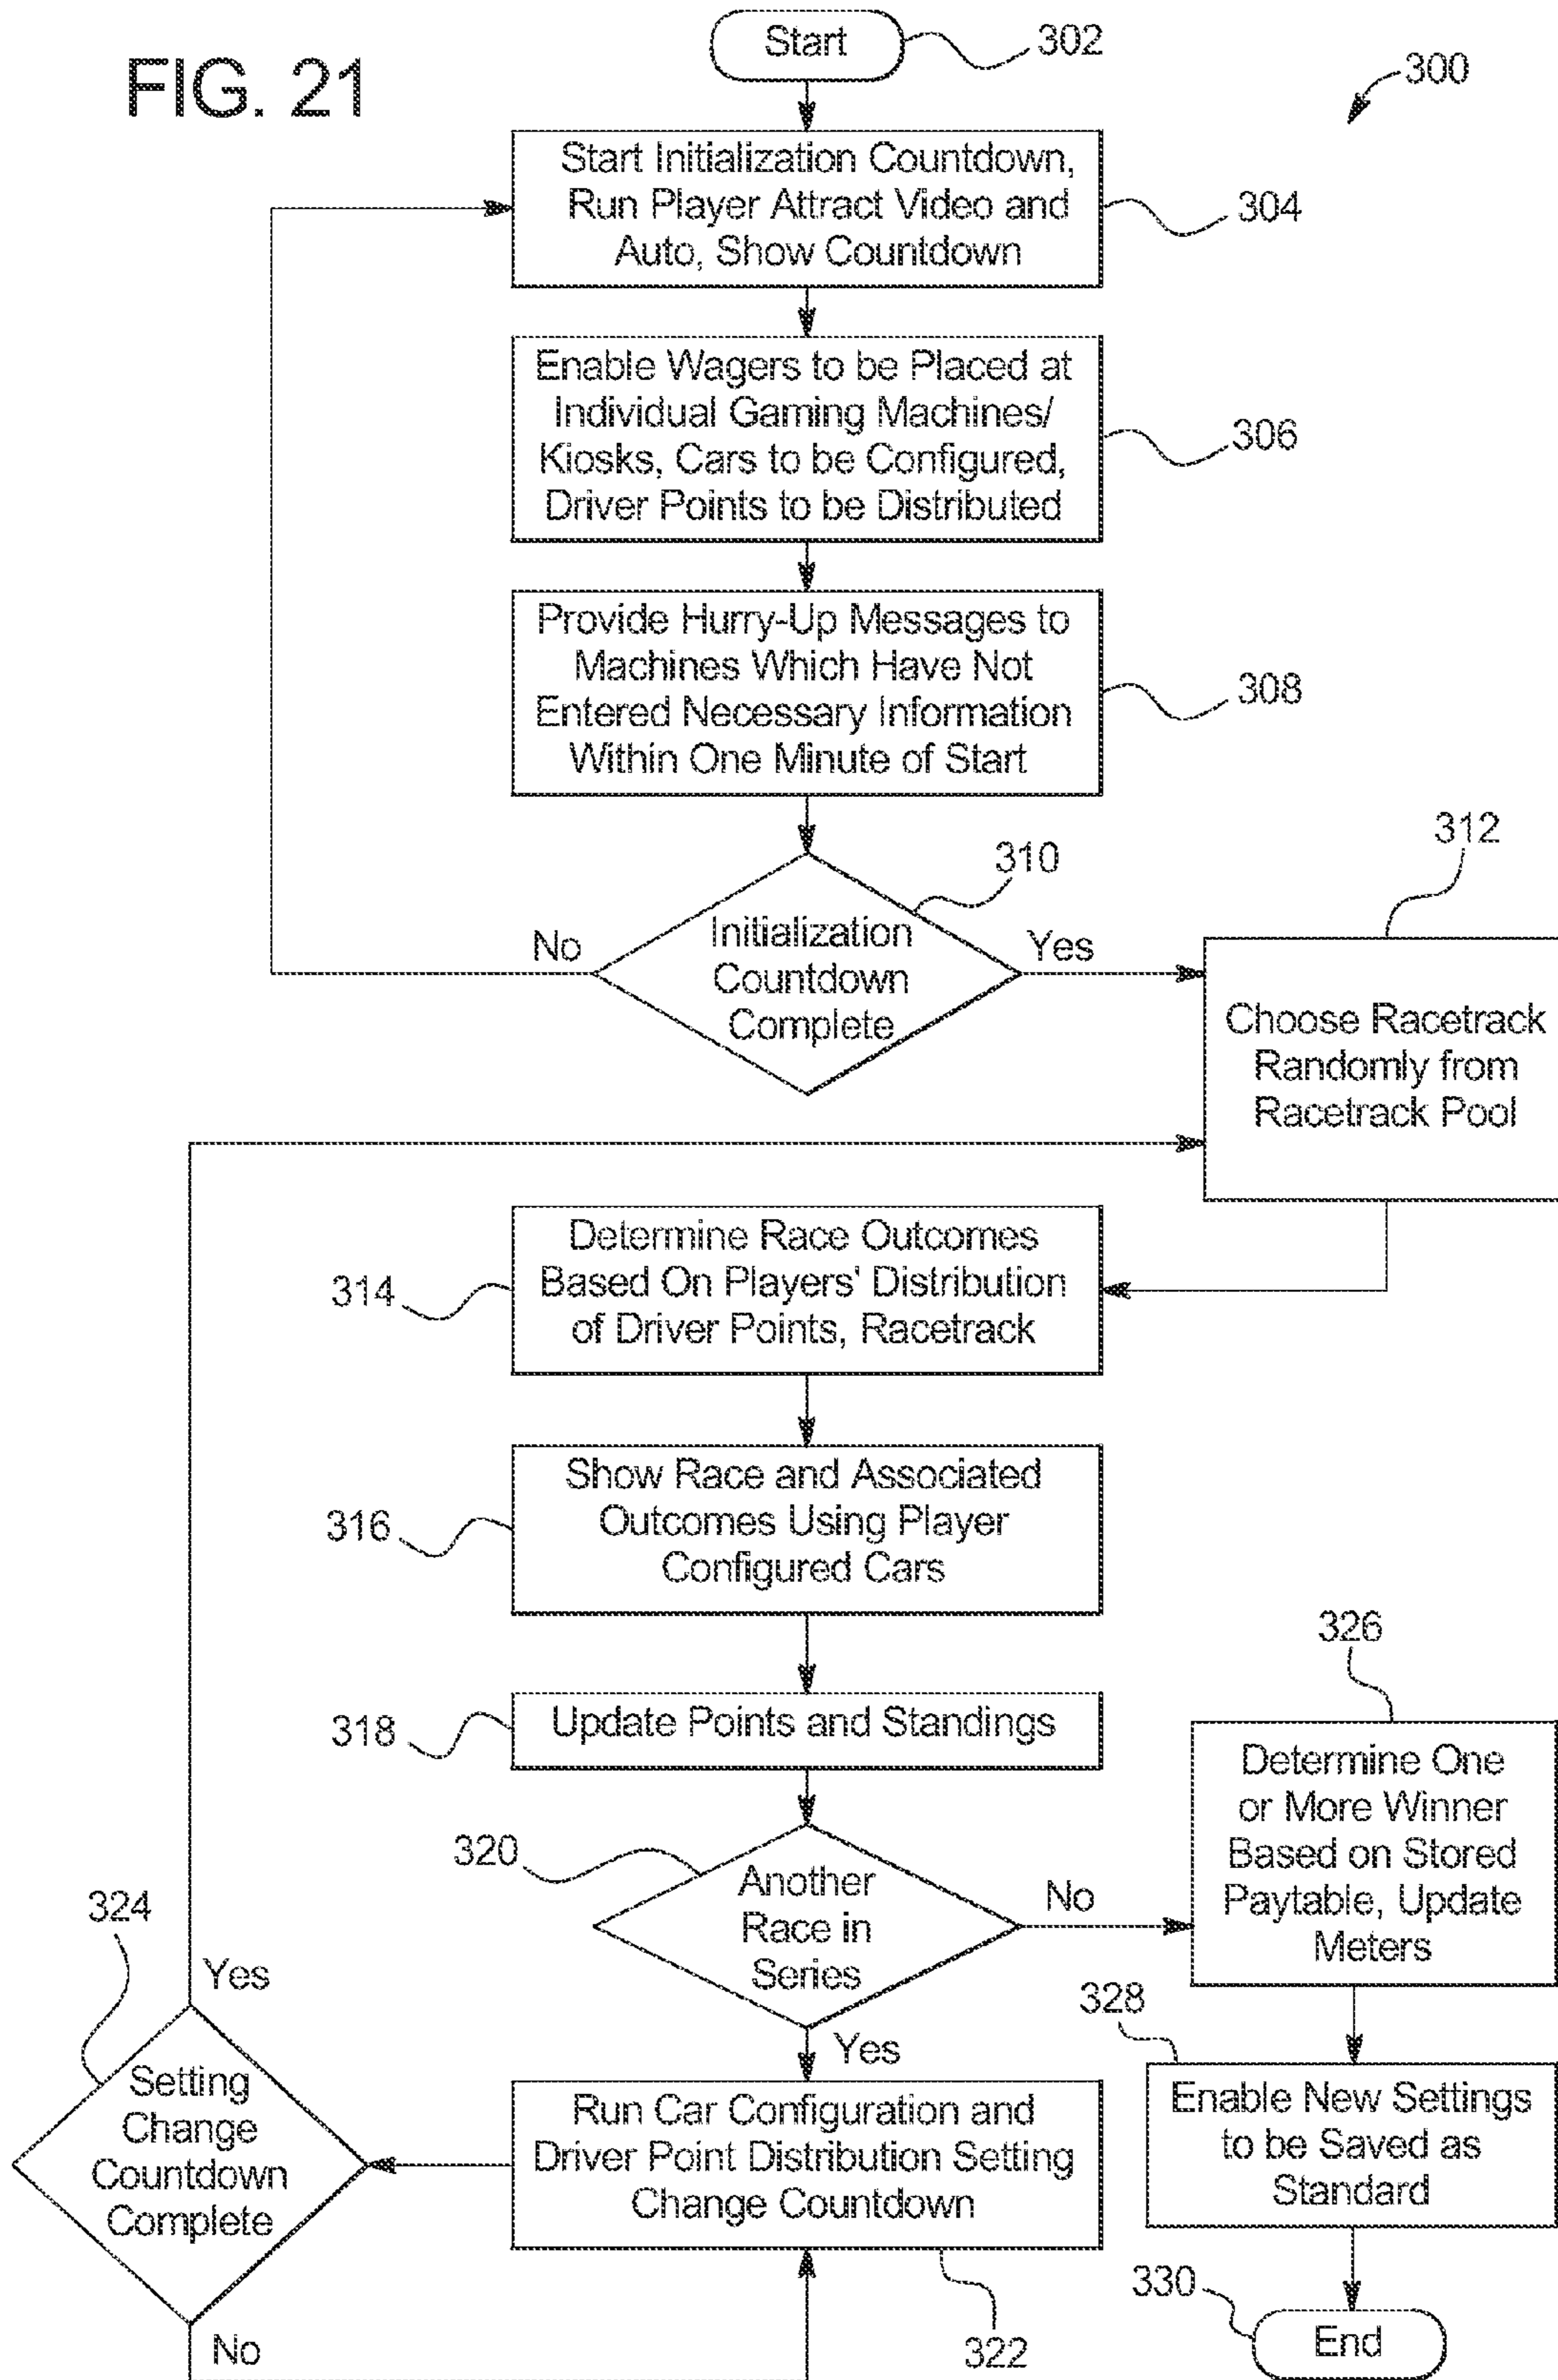 FIG. 21
Start
302
300
Start Initialization Countdown,
Run Player Attract Video and
Auto, Show Countdown
304
Enable Wagers to be Placed at
Individual Gaming Machines/
Kiosks, Cars to be Configured,
Driver Points to be Distributed
306
Provide Hurry-Up Messages to
Machines Which Have Not
Entered Necessary Information
Within One Minute of Start
308
310
Initialization
Countdown
Complete
No
Yes
312
Choose Racetrack
Randomly from
Racetrack Pool
314
Determine Race Outcomes
Based On Players' Distribution
of Driver Points, Racetrack
316
Show Race and Associated
Outcomes Using Player
Configured Cars
318
Update Points and Standings
320
Another
Race in
Series
No
Yes
326
Determine One
or More Winner
Based on Stored
Paytable, Update
Meters
324
Yes
Setting
Change
Countdown
Complete
No
Run Car Configuration and
Driver Point Distribution Setting
Change Countdown
322
328
Enable New Settings
to be Saved as
Standard
330
End